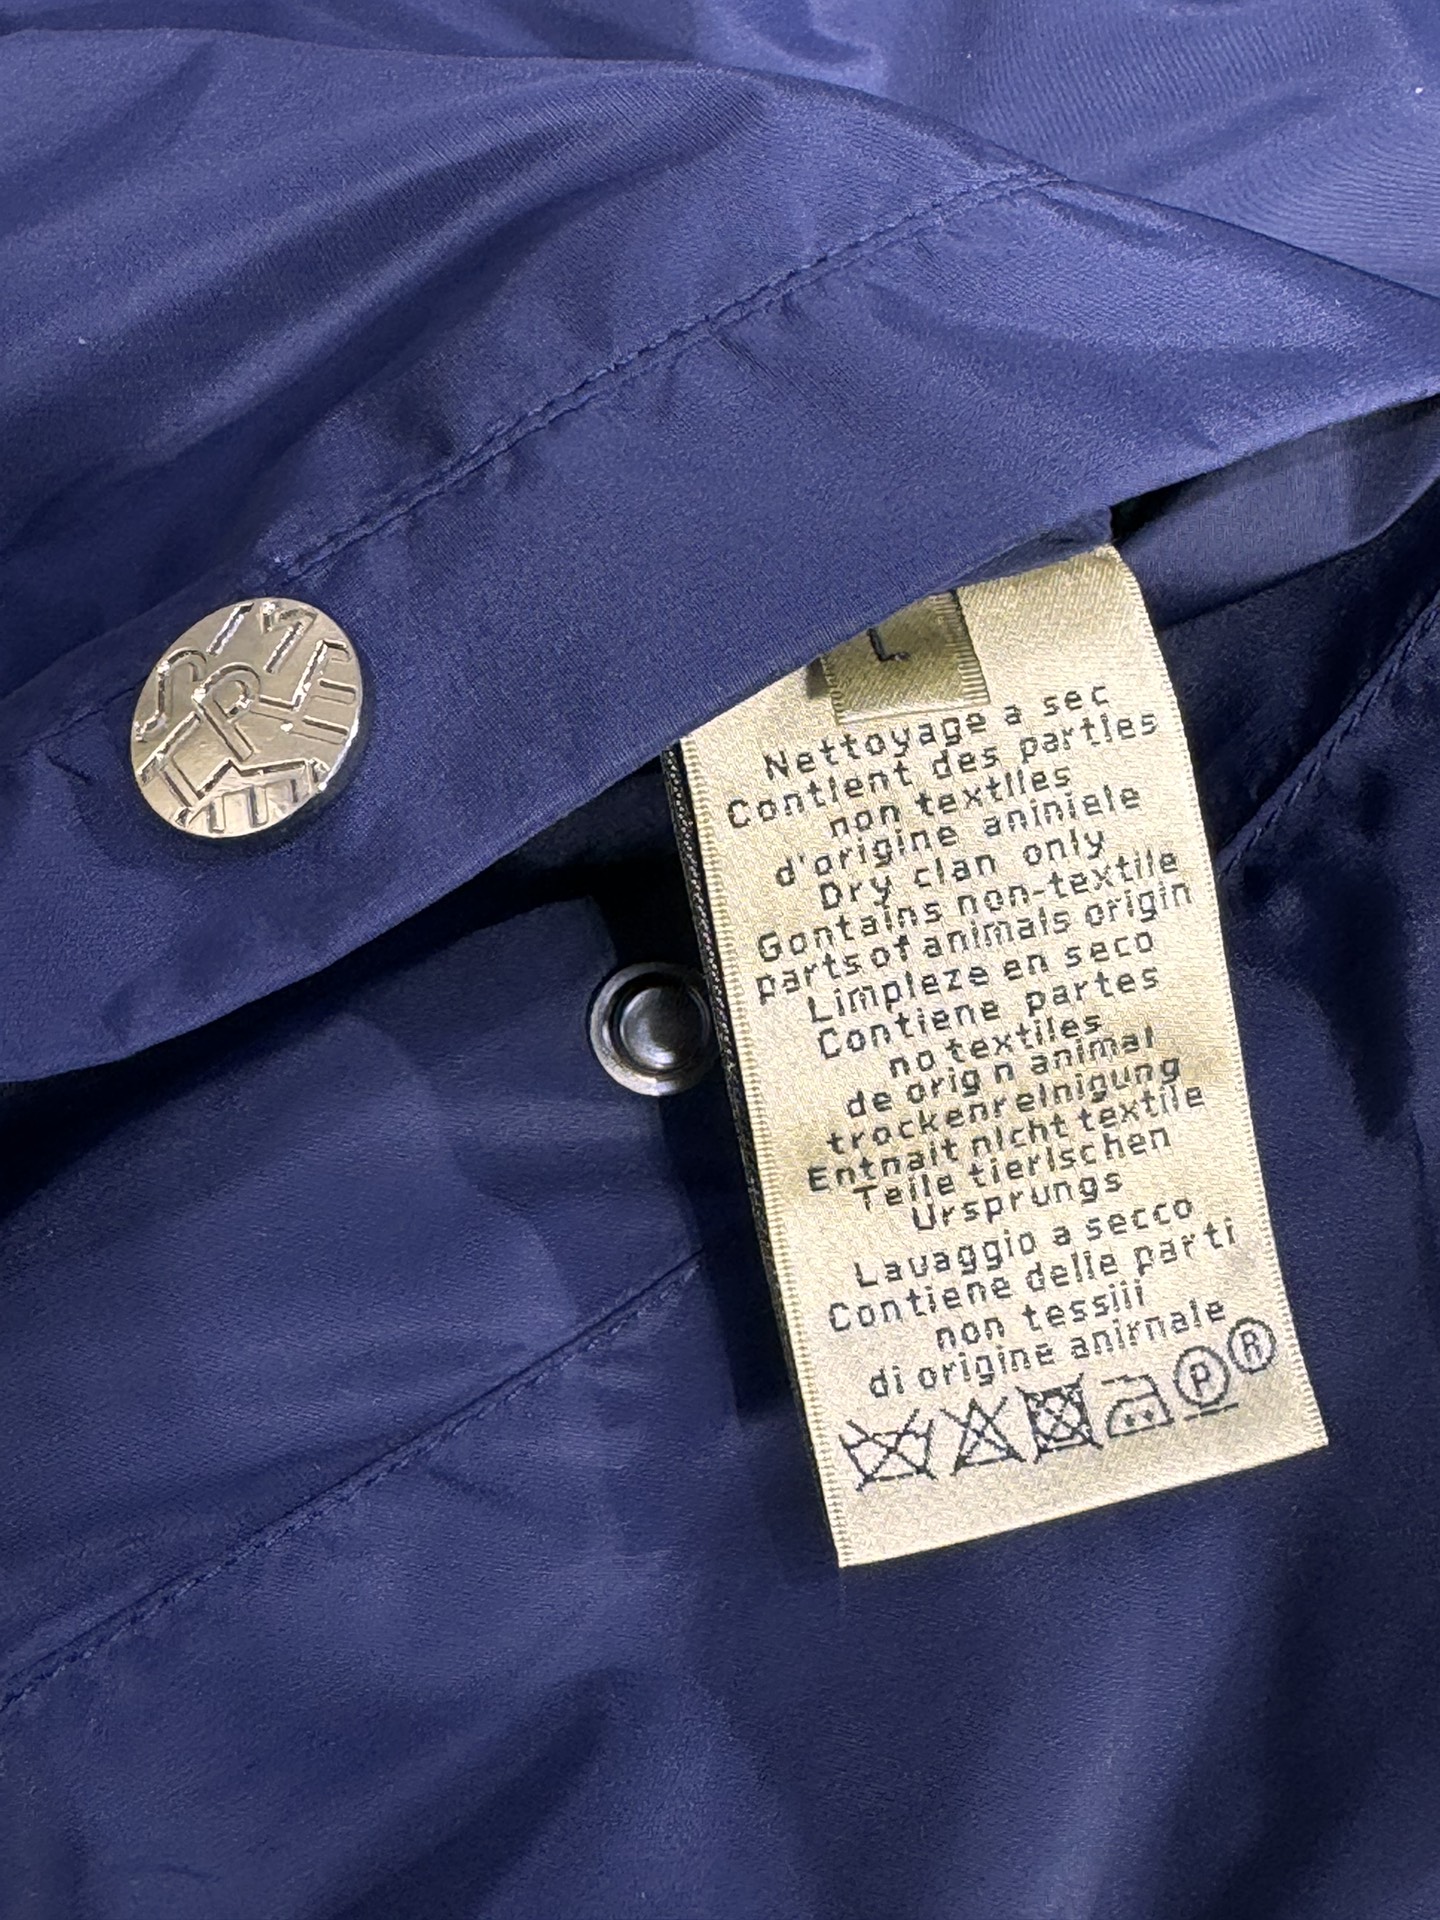 L
Nettoyage a sec
Contient des parties
non textiles
d'origine aniniele
Dry clan only
Gontains non-textile
parts of animals origin
Limpleze en seco
Contiene partes
no textiles
de orig n animal
trockenreinigung
Entnait nicht textile
Teile tierischen
Ursprungs
Lavaggio a secco
Contiene delle parti
non tessiii
di origine anirnale
P R